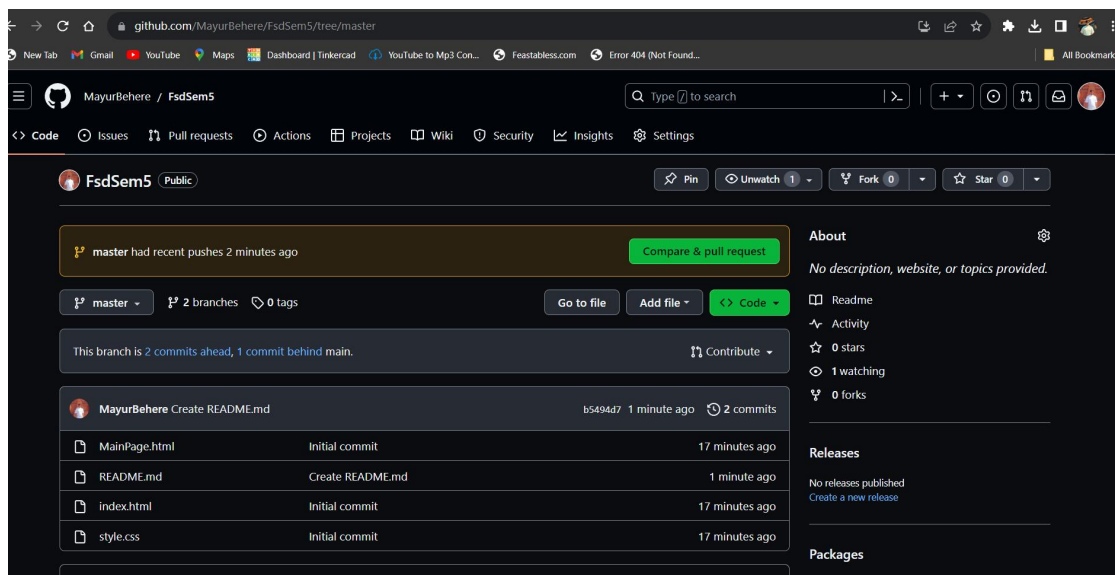 github.com/MayurBehere/FsdSem5/tree/master
New Tab Gmail YouTube Maps Dashboard | Tinkercad YouTube to Mp3 Con... Feastables.com Error 404 (Not Found... All Bookmark
MayurBehere / FsdSem5 Type / to search
<> Code Issues Pull requests Actions Projects Wiki Security Insights Settings
FsdSem5 Public Pin Unwatch 1 Fork 0 Star 0
master had recent pushes 2 minutes ago Compare & pull request
master 2 branches 0 tags Go to file Add file <> Code
This branch is 2 commits ahead, 1 commit behind main. Contribute
MayurBehere Create README.md b5494d7 1 minute ago 2 commits
MainPage.html Initial commit 17 minutes ago
README.md Create README.md 1 minute ago
index.html Initial commit 17 minutes ago
style.css Initial commit 17 minutes ago
About
No description, website, or topics provided.
Readme
Activity
0 stars
1 watching
0 forks
Releases
No releases published
Create a new release
Packages